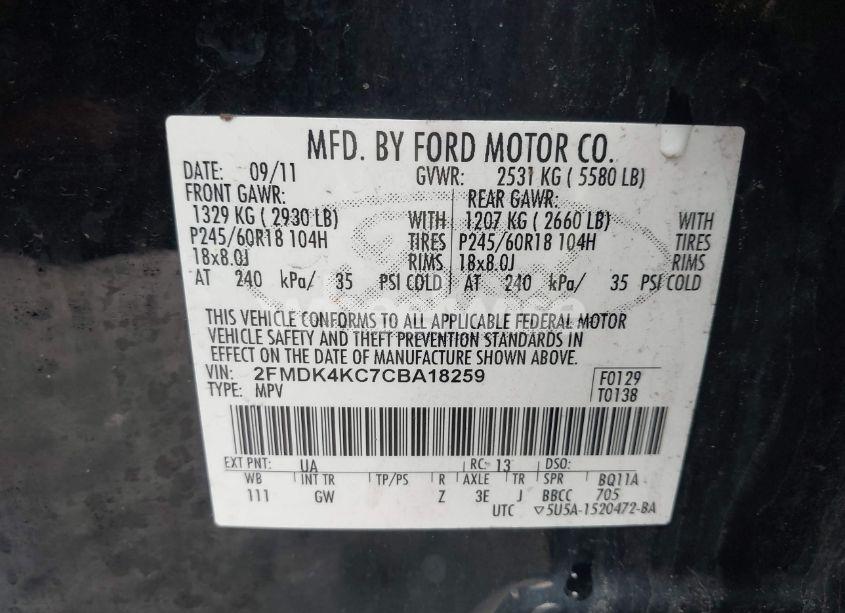 MFD. BY FORD MOTOR CO.
DATE: 09/11 GVWR: 2531 KG ( 5580 LB)
FRONT GAWR: REAR GAWR:
1329 KG ( 2930 LB) WITH 1207 KG ( 2660 LB) WITH
P245/60R18 104H TIRES P245/60R18 104H TIRES
18x8.0J RIMS 18x8.0J RIMS
AT 240 kPa/ 35 PSI COLD AT 240 kPa/ 35 PSI COLD
THIS VEHICLE CONFORMS TO ALL APPLICABLE FEDERAL MOTOR
VEHICLE SAFETY AND THEFT PREVENTION STANDARDS IN
EFFECT ON THE DATE OF MANUFACTURE SHOWN ABOVE.
VIN: 2FMDK4KC7CBA18259 F0129
TYPE: MPV T0138
EXT PNT: UA RC: 13 DSO:
WB INT TR TP/PS R AXLE TR SPR BQ11A
111 GW Z 3E J BBCC 705
UTC ▽5U5A-1520472-BA